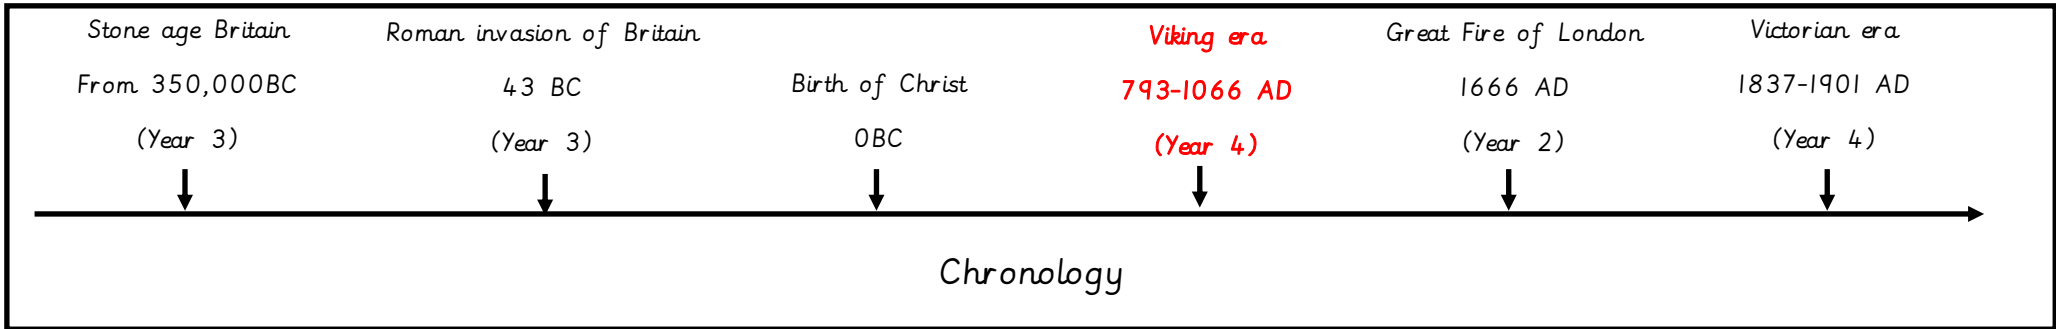 Stone age Britain
From 350,000BC
(Year 3)
Roman invasion of Britain
43 BC
(Year 3)
Birth of Christ
0BC
Viking era
793-1066 AD
(Year 4)
Great Fire of London
1666 AD
(Year 2)
Victorian era
1837-1901 AD
(Year 4)
Chronology